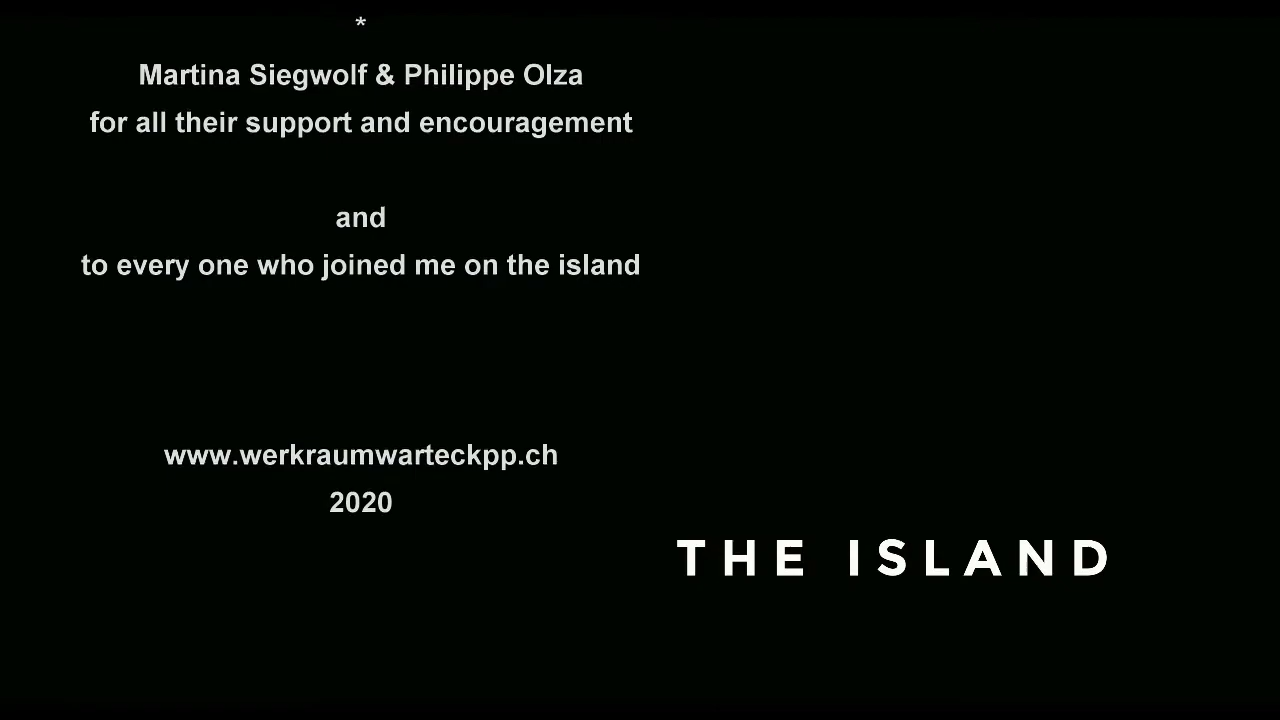 *
Martina Siegwolf & Philippe Olza
for all their support and encouragement
and
to every one who joined me on the island
www.werkraumwarteckpp.ch
2020
THE ISLAND